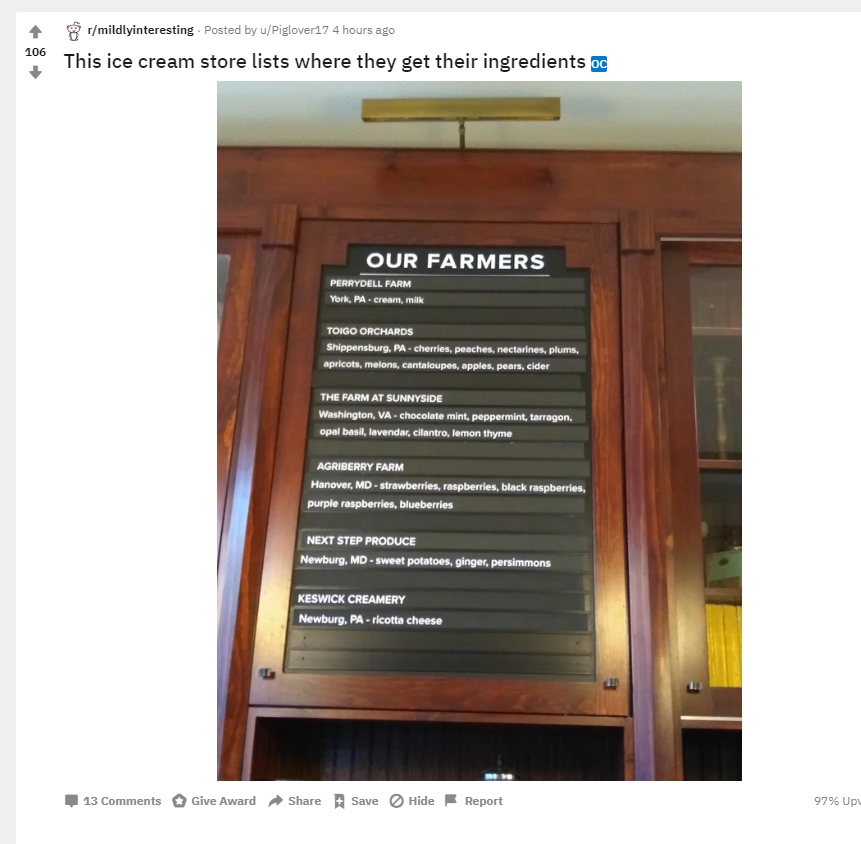 r/mildlyinteresting · Posted by u/Piglover17 4 hours ago
106
This ice cream store lists where they get their ingredients OC
OUR FARMERS
PERRYDELL FARM
York, PA - cream, milk
TOIGO ORCHARDS
Shippensburg, PA - cherries, peaches, nectarines, plums,
apricots, melons, cantaloupes, apples, pears, cider
THE FARM AT SUNNYSIDE
Washington, VA - chocolate mint, peppermint, tarragon,
opal basil, lavendar, cilantro, lemon thyme
AGRIBERRY FARM
Hanover, MD - strawberries, raspberries, black raspberries,
purple raspberries, blueberries
NEXT STEP PRODUCE
Newburg, MD - sweet potatoes, ginger, persimmons
KESWICK CREAMERY
Newburg, PA - ricotta cheese
13 Comments Give Award Share Save Hide Report 97% Upv